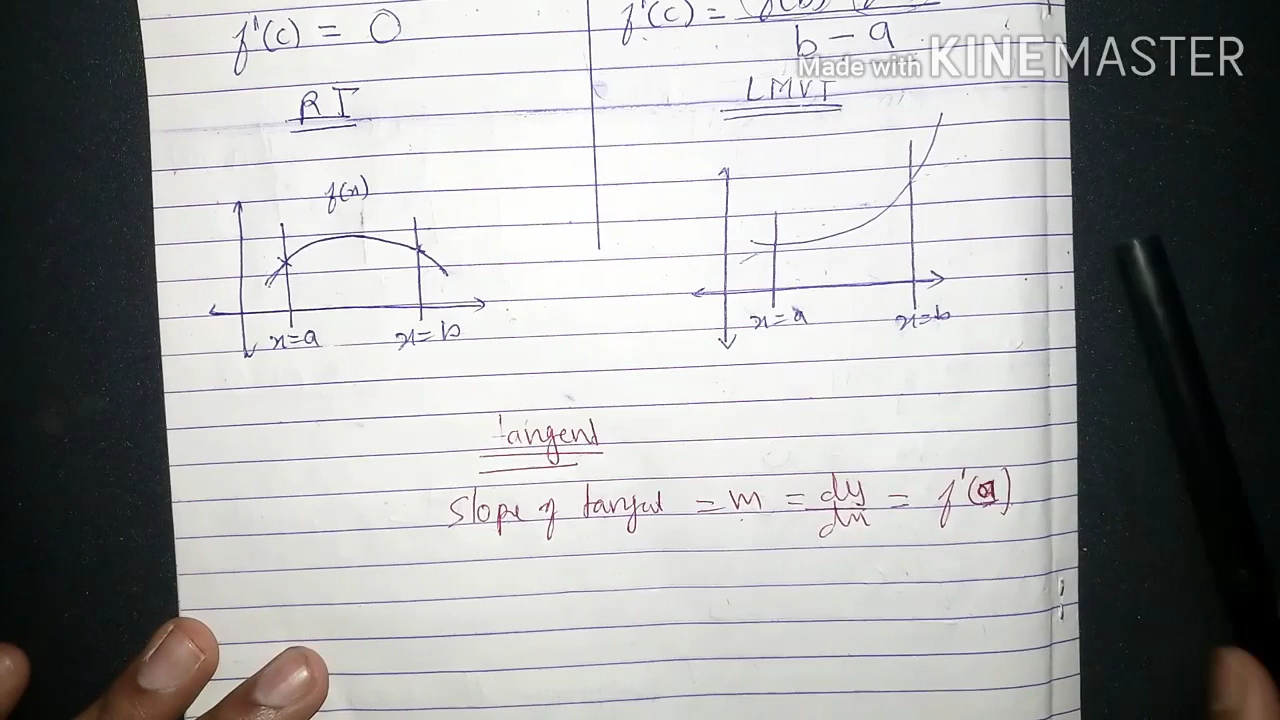 f'(c) = 0
f'(c) =
b - a
Made with KINEMASTER
RT
LMVT
f(x)
x=a
x=b
x=a
x=b
tangent
Slope of tangent = m = dy/dx = f'(a)